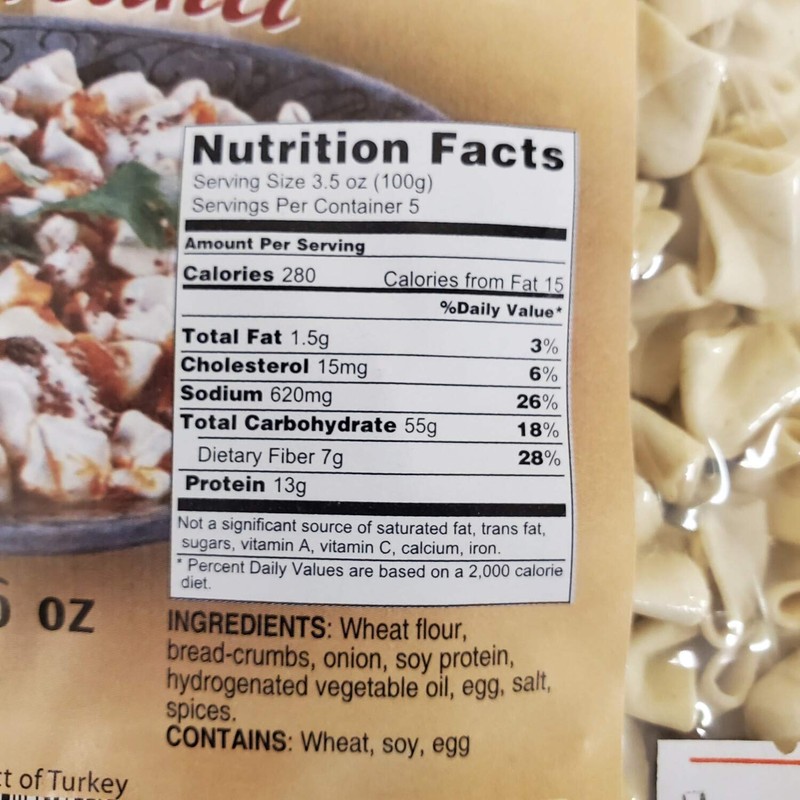 Nutrition Facts
Serving Size 3.5 oz (100g)
Servings Per Container 5
Amount Per Serving
Calories 280 Calories from Fat 15
%Daily Value*
Total Fat 1.5g 3%
Cholesterol 15mg 6%
Sodium 620mg 26%
Total Carbohydrate 55g 18%
Dietary Fiber 7g 28%
Protein 13g
Not a significant source of saturated fat, trans fat,
sugars, vitamin A, vitamin C, calcium, iron.
* Percent Daily Values are based on a 2,000 calorie
diet.
oz
INGREDIENTS: Wheat flour,
bread-crumbs, onion, soy protein,
hydrogenated vegetable oil, egg, salt,
spices.
CONTAINS: Wheat, soy, egg
of Turkey